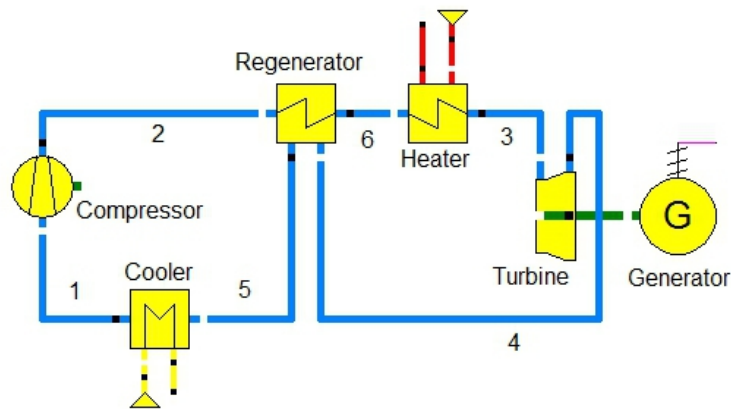 Regenerator
2
6
Heater
3
Compressor
Cooler
1
5
Turbine
G
Generator
4